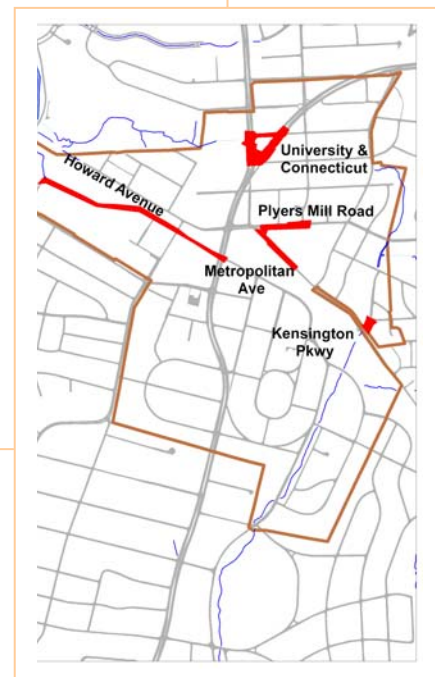 University &
Connecticut
Howard Avenue
Plyers Mill Road
Metropolitan
Ave
Kensington
Pkwy